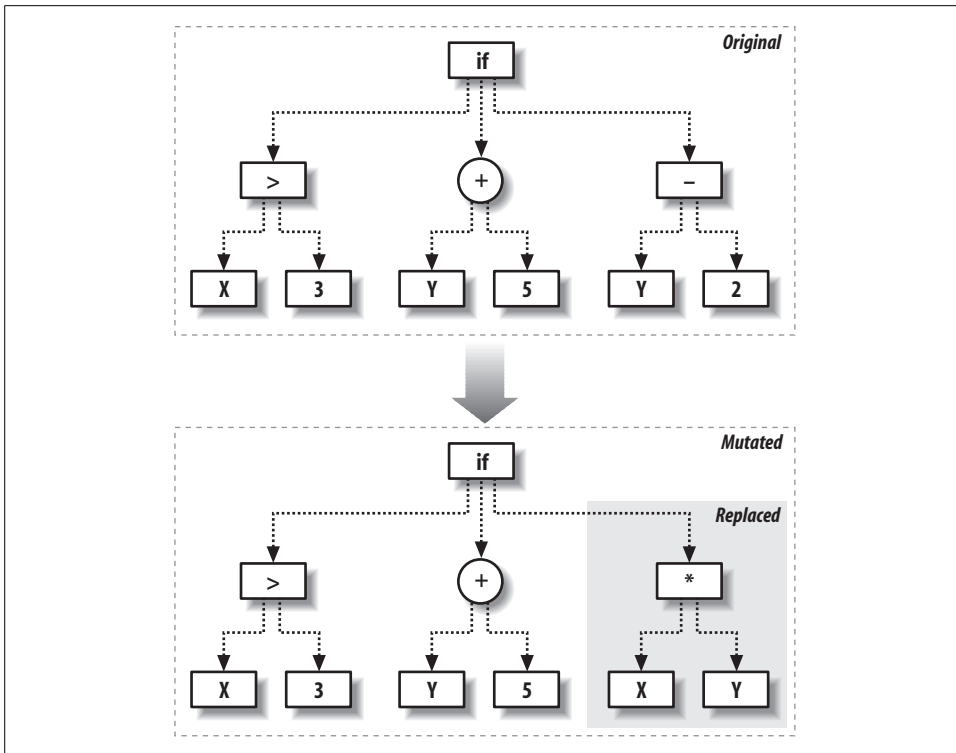 Original
if
> + –
X 3 Y 5 Y 2
Mutated
if
Replaced
> + *
X 3 Y 5 X Y